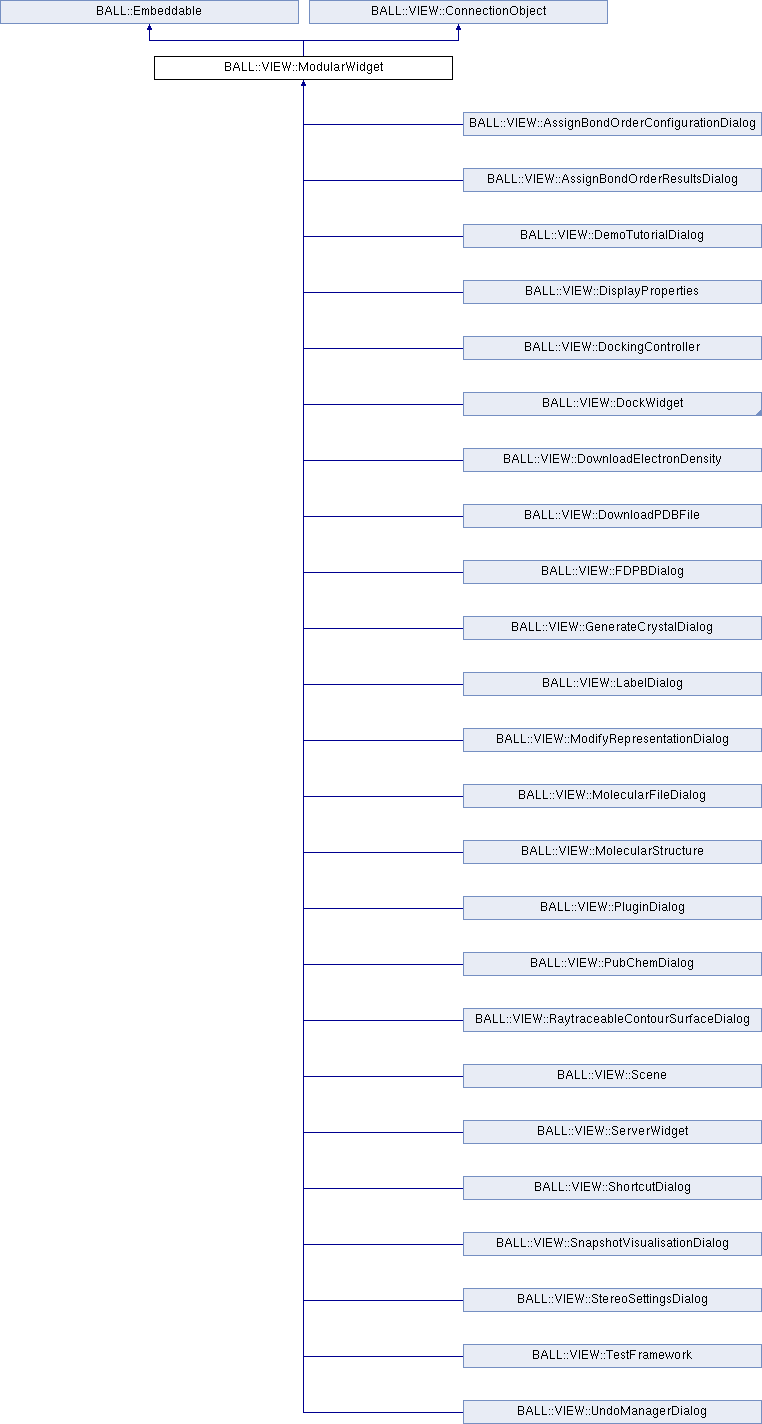 BALL::Embeddable
BALL::VIEW::ConnectionObject
BALL::VIEW::ModularWidget
BALL::VIEW::AssignBondOrderConfigurationDialog
BALL::VIEW::AssignBondOrderResultsDialog
BALL::VIEW::DemoTutorialDialog
BALL::VIEW::DisplayProperties
BALL::VIEW::DockingController
BALL::VIEW::DockWidget
BALL::VIEW::DownloadElectronDensity
BALL::VIEW::DownloadPDBFile
BALL::VIEW::FDPBDialog
BALL::VIEW::GenerateCrystalDialog
BALL::VIEW::LabelDialog
BALL::VIEW::ModifyRepresentationDialog
BALL::VIEW::MolecularFileDialog
BALL::VIEW::MolecularStructure
BALL::VIEW::PluginDialog
BALL::VIEW::PubChemDialog
BALL::VIEW::RaytraceableContourSurfaceDialog
BALL::VIEW::Scene
BALL::VIEW::ServerWidget
BALL::VIEW::ShortcutDialog
BALL::VIEW::SnapshotVisualisationDialog
BALL::VIEW::StereoSettingsDialog
BALL::VIEW::TestFramework
BALL::VIEW::UndoManagerDialog